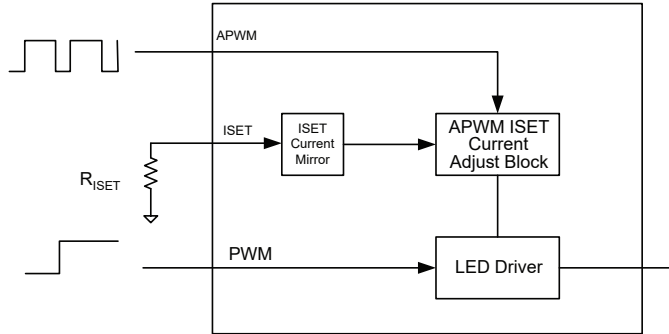 APWM
ISET
ISET
Current
Mirror
APWM ISET
Current
Adjust Block
RISET
PWM
LED Driver